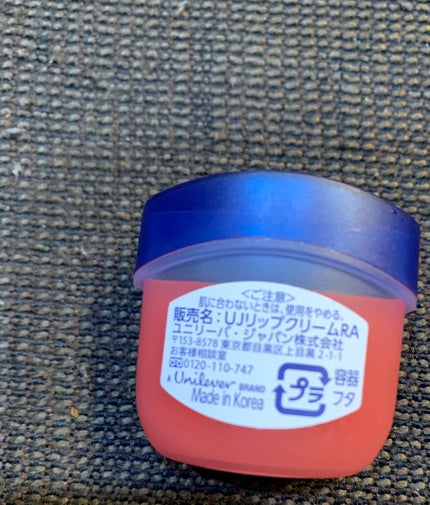 <ご注意>
肌に合わないときは、使用をやめる。
販売名：UJリップクリームRA
ユニリーバ・ジャパン株式会社
〒153-8578 東京都目黒区上目黒2-1-1
お客様相談室
0120-110-747
A Unilever BRAND
Made in Korea
プラ
容器
フタ